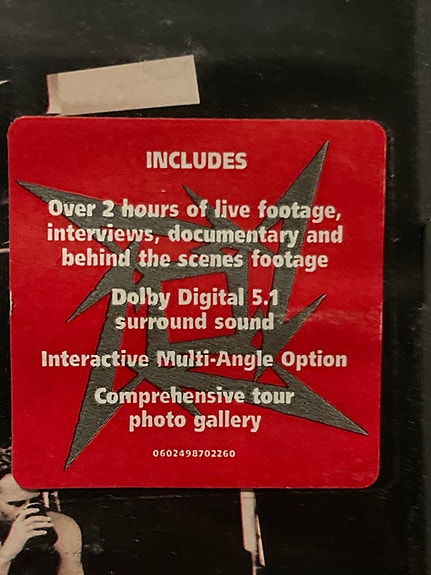 INCLUDES
Over 2 hours of live footage,
interviews, documentary and
behind the scenes footage
Dolby Digital 5.1
surround sound
Interactive Multi-Angle Option
Comprehensive tour
photo gallery
0602498702260